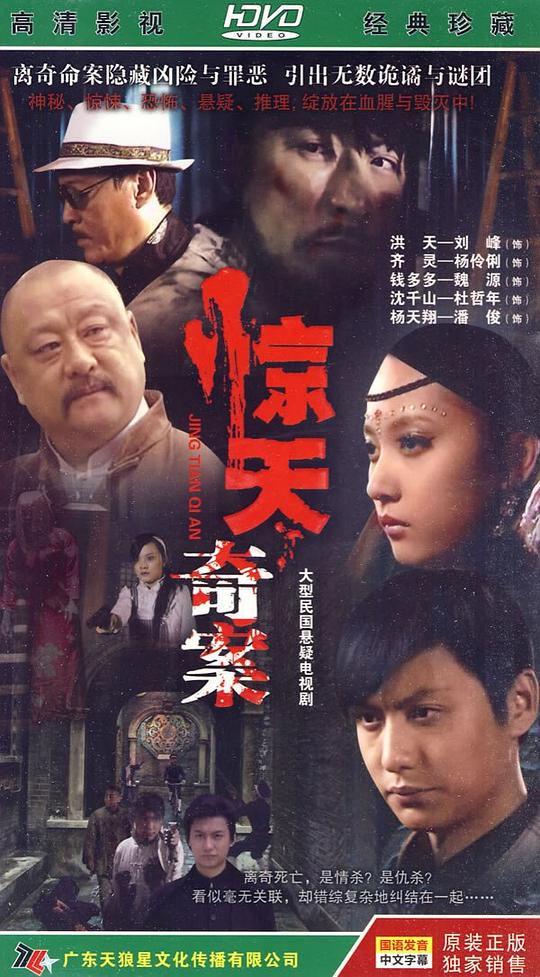 高清影视
HDVD
VIDEO
经典珍藏
离奇命案隐藏凶险与罪恶 引出无数诡谲与谜团
神秘、惊悚、恐怖、悬疑、推理,绽放在血腥与毁灭中!
洪 天—刘 峰(饰)
齐 灵—杨伶俐(饰)
钱多多—魏 源(饰)
沈千山—杜哲年(饰)
杨天翔—潘 俊(饰)
惊天奇案
JING TIAN QI AN
大型民国悬疑电视剧
离奇死亡，是情杀？是仇杀？
看似毫无关联，却错综复杂地纠结在一起……
广东天狼星文化传播有限公司
国语发音
中文字幕
原装正版
独家销售